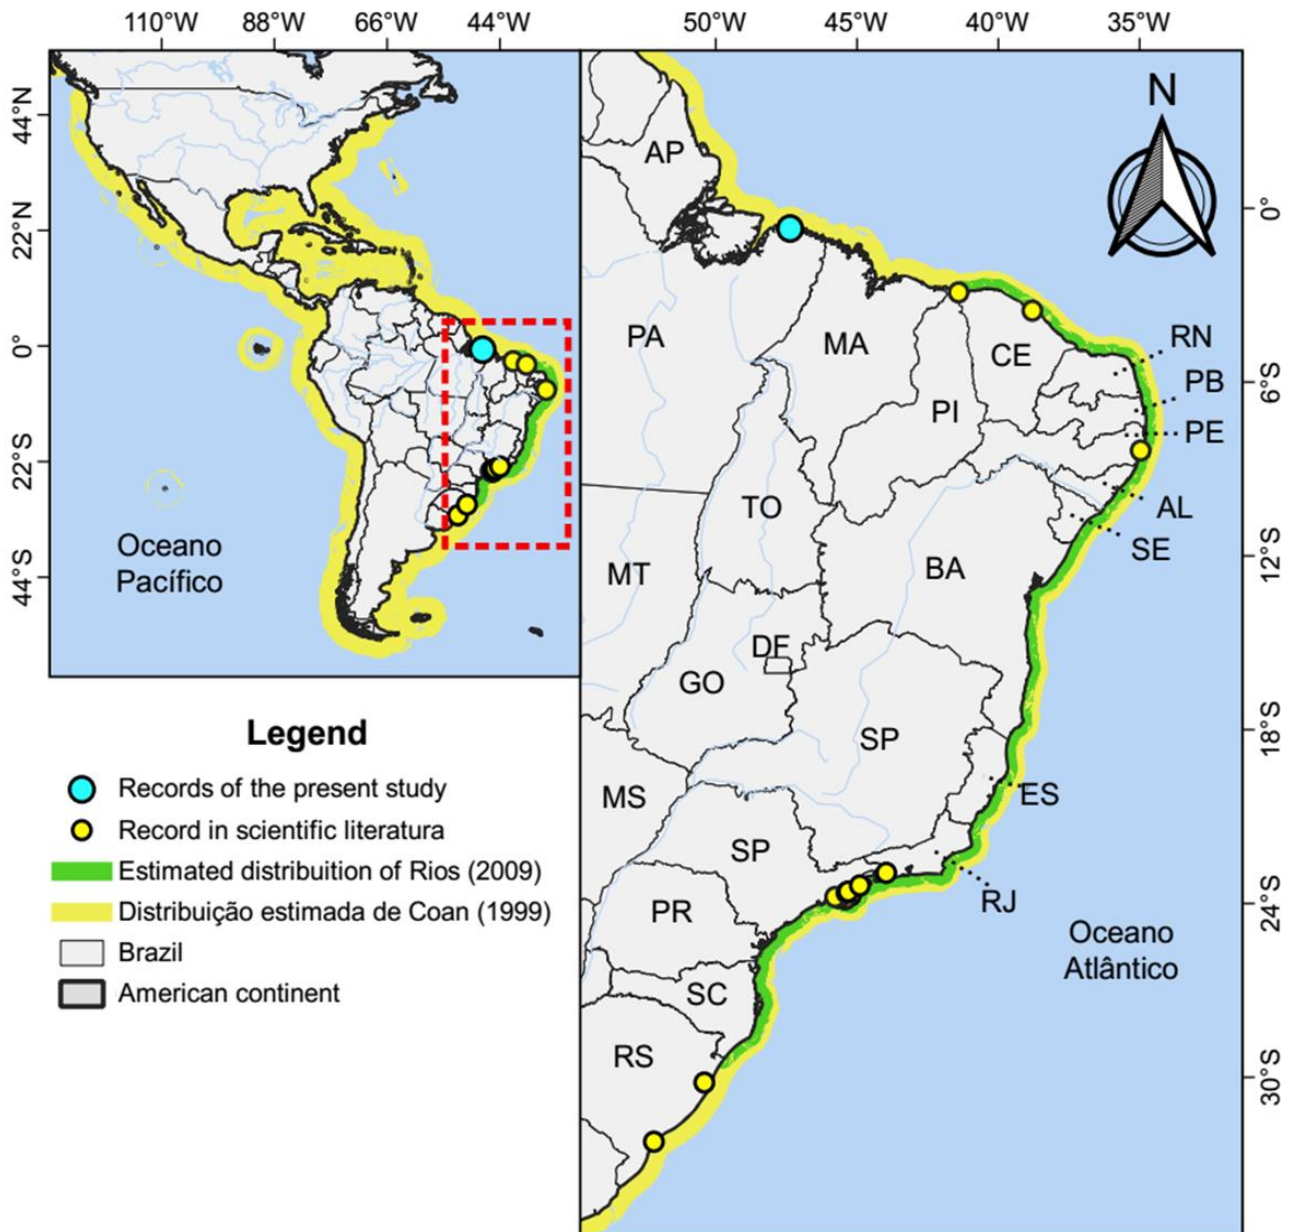 110°W 88°W 66°W 44°W
50°W 45°W 40°W 35°W
44°N
22°N
0°
22°S
44°S
Oceano
Pacífico
N
AP
PA
MA
CE
PI
RN
PB
PE
AL
SE
TO
MT
BA
DF
GO
SP
ES
MS
SP
RJ
PR
SC
RS
Oceano
Atlântico
0°
6°S
12°S
18°S
24°S
30°S
Legend
Records of the present study
Record in scientific literatura
Estimated distribuition of Rios (2009)
Distribuição estimada de Coan (1999)
Brazil
American continent